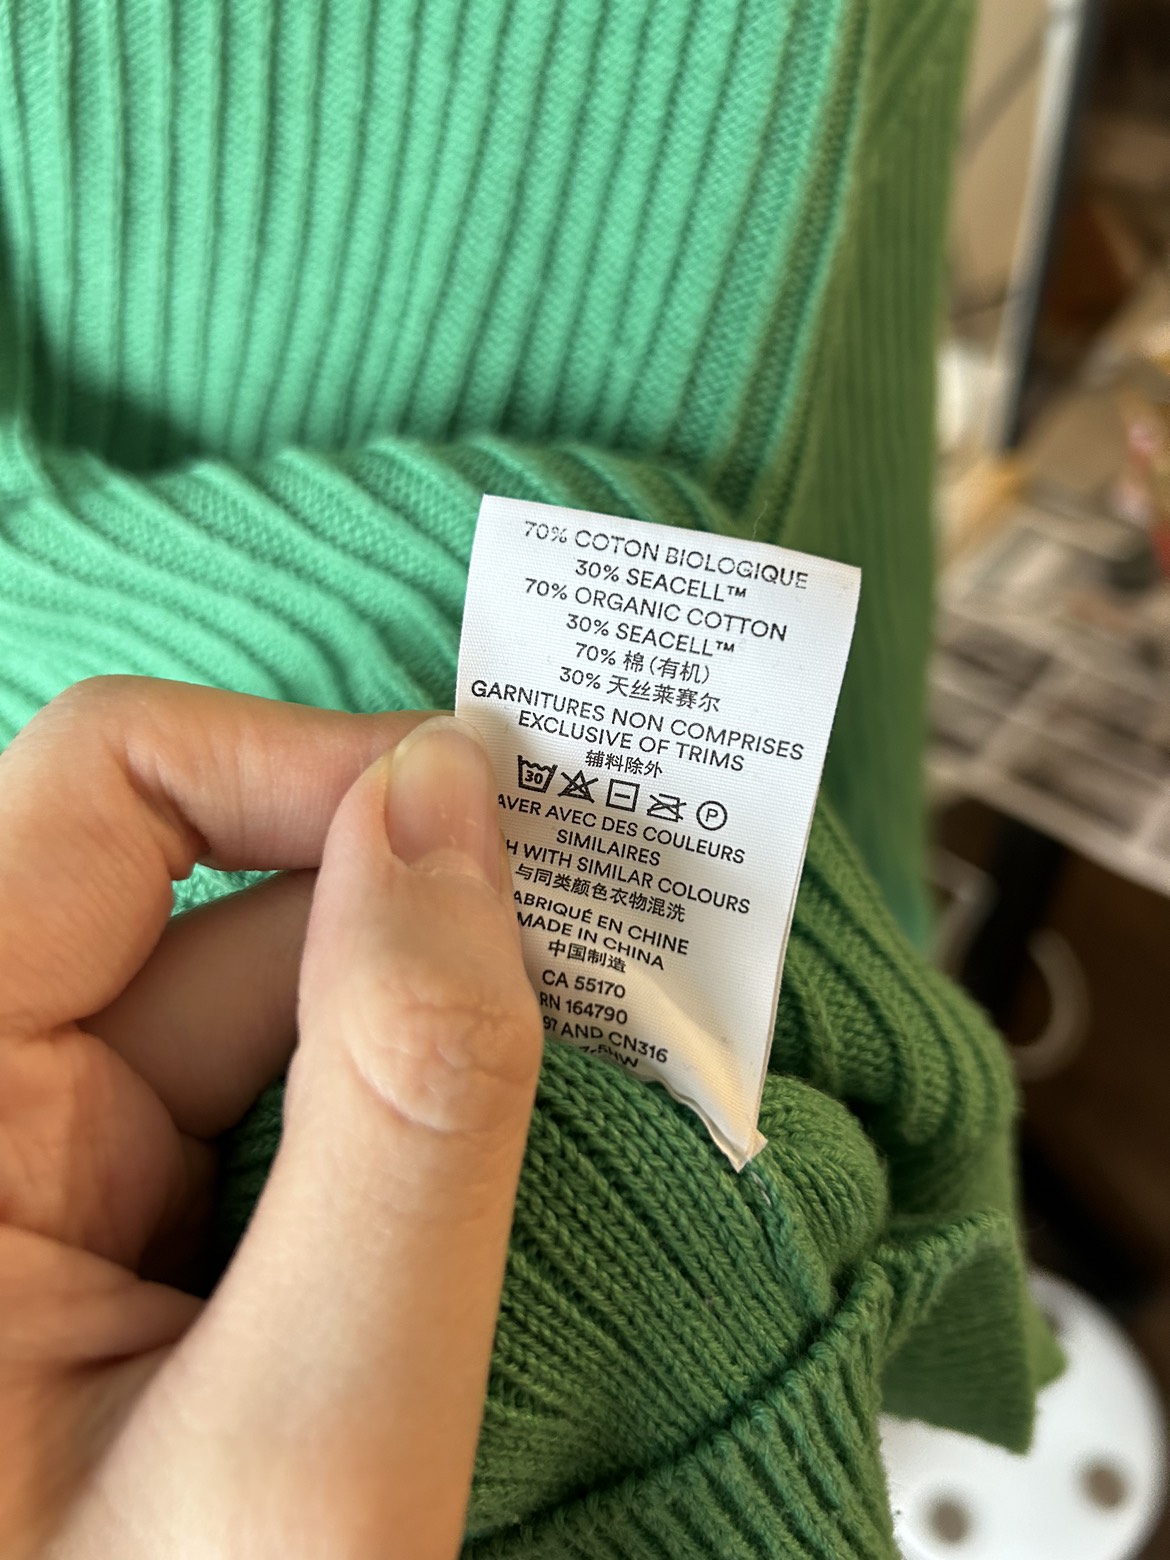 70% COTON BIOLOGIQUE
30% SEACELL™
70% ORGANIC COTTON
30% SEACELL™
70% 棉(有机)
30% 天丝莱赛尔
GARNITURES NON COMPRISES
EXCLUSIVE OF TRIMS
辅料除外
30 P
AVEC DES COULEURS
SIMILAIRES
WITH SIMILAR COLOURS
与同类颜色衣物混洗
EN CHINE
MADE IN CHINA
中国制造
CA 55170
RN 164790
AND CN316